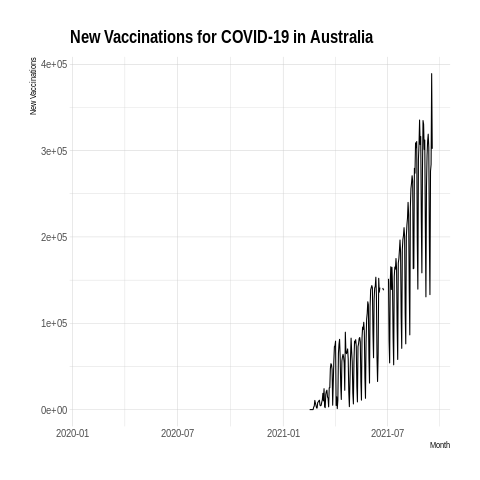 New Vaccinations for COVID-19 in Australia
New Vaccinations
4e+05
3e+05
2e+05
1e+05
0e+00
2020-01 2020-07 2021-01 2021-07
Month